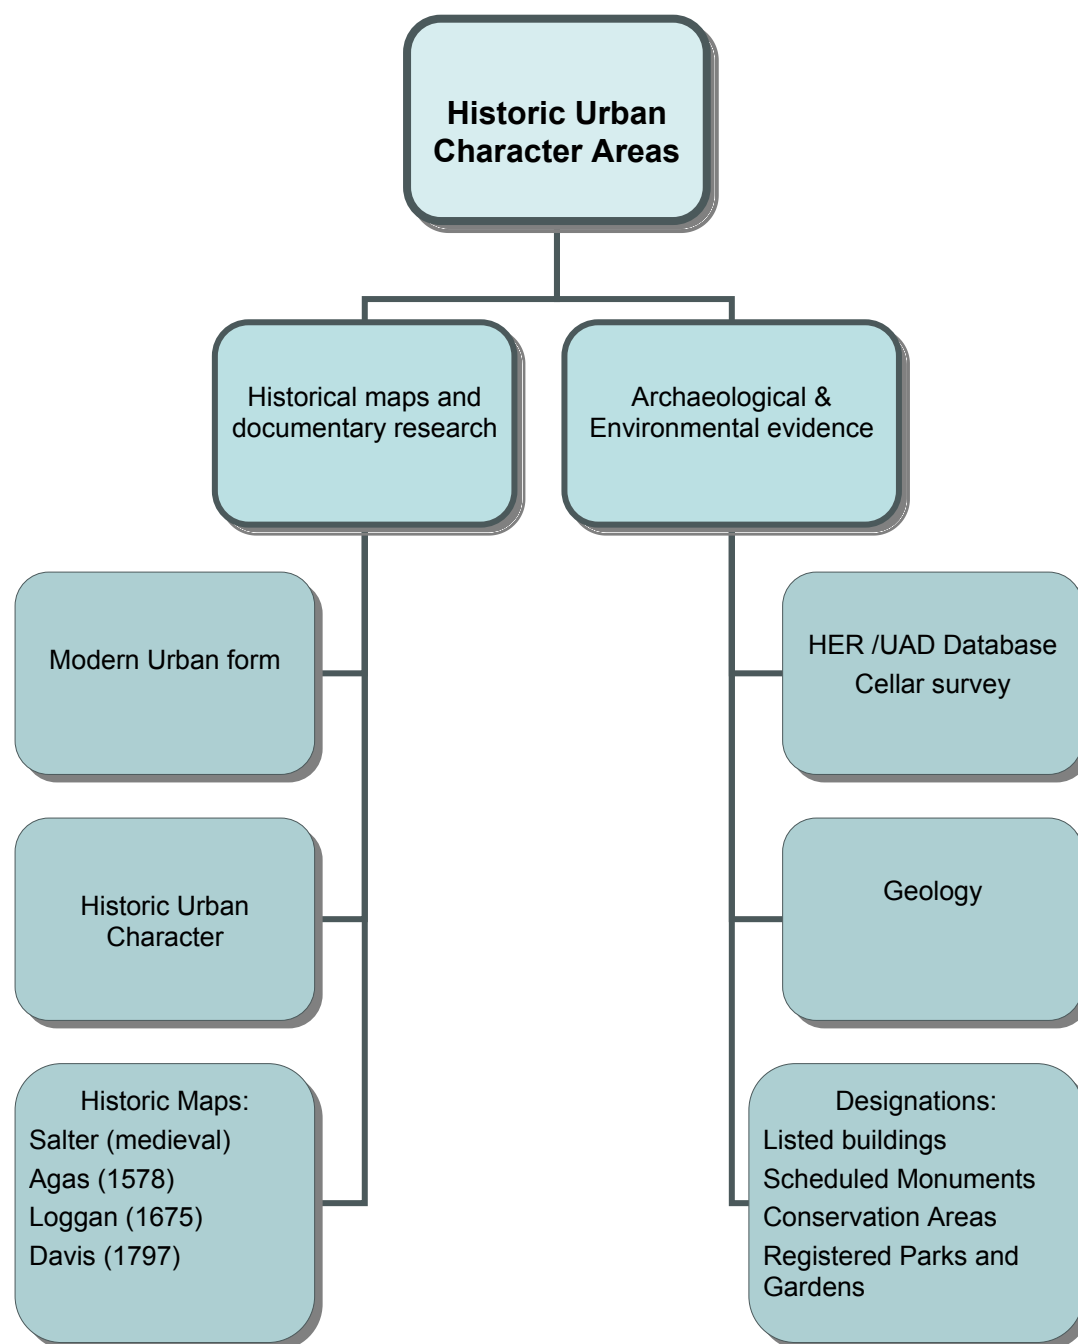 Historic Urban
Character Areas
Historical maps and
documentary research
Archaeological &
Environmental evidence
Modern Urban form
HER /UAD Database
Cellar survey
Historic Urban
Character
Geology
Historic Maps:
Salter (medieval)
Agas (1578)
Loggan (1675)
Davis (1797)
Designations:
Listed buildings
Scheduled Monuments
Conservation Areas
Registered Parks and
Gardens